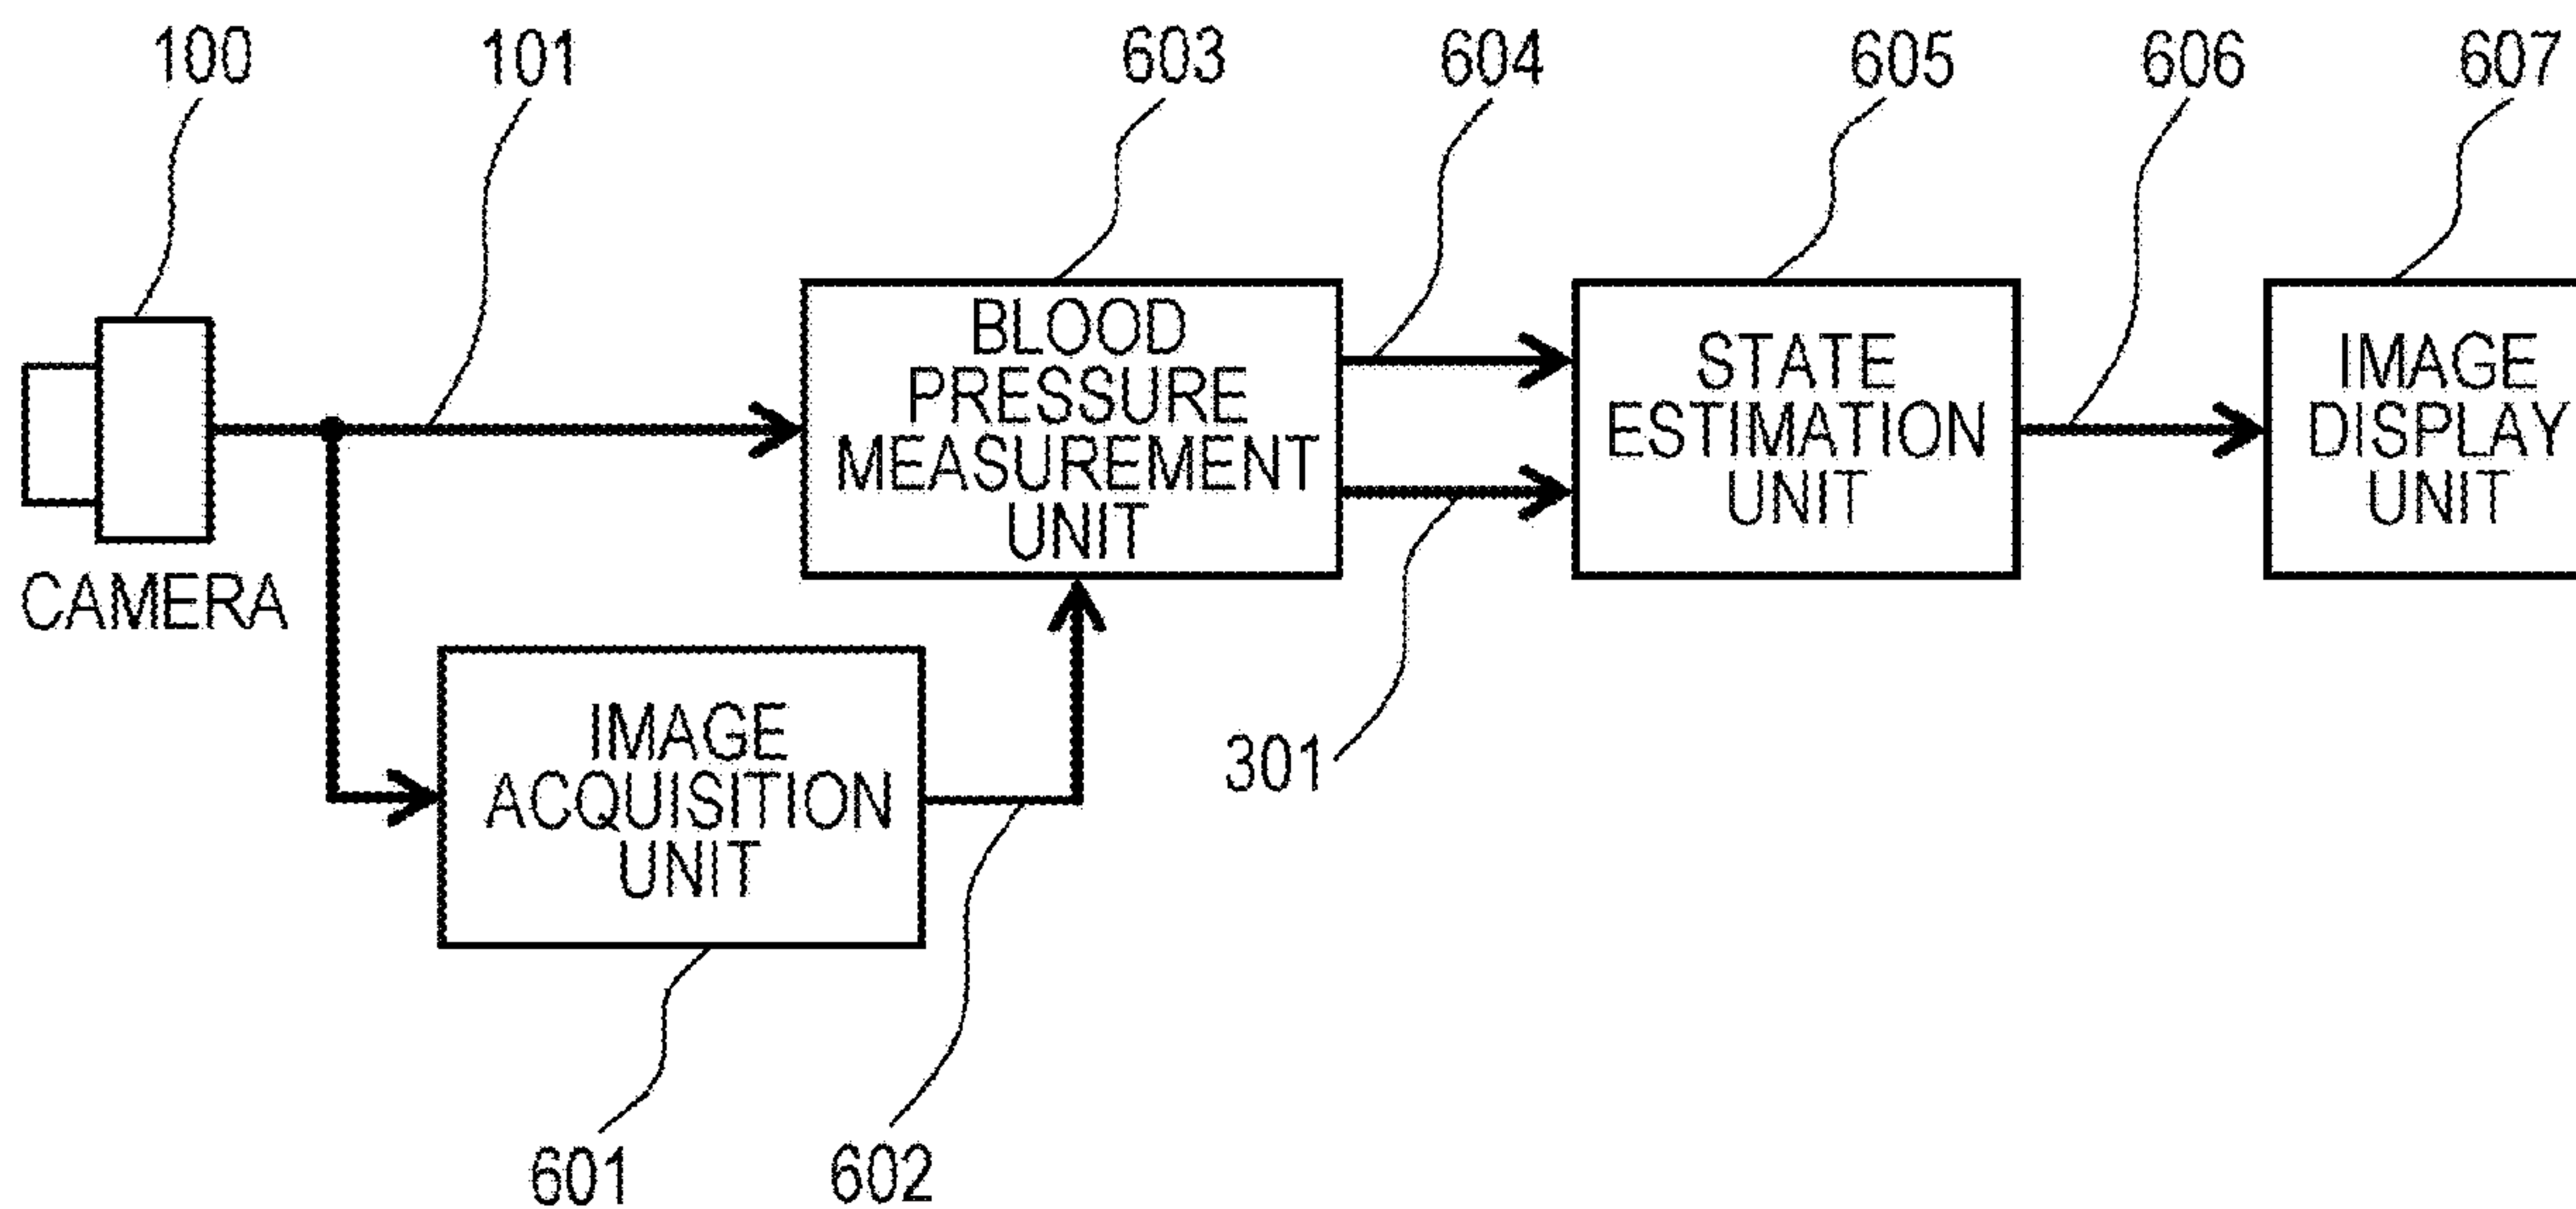 100
101
603
604
605
606
607
BLOOD
PRESSURE
MEASUREMENT
UNIT
STATE
ESTIMATION
UNIT
IMAGE
DISPLAY
UNIT
CAMERA
IMAGE
ACQUISITION
UNIT
301
601
602